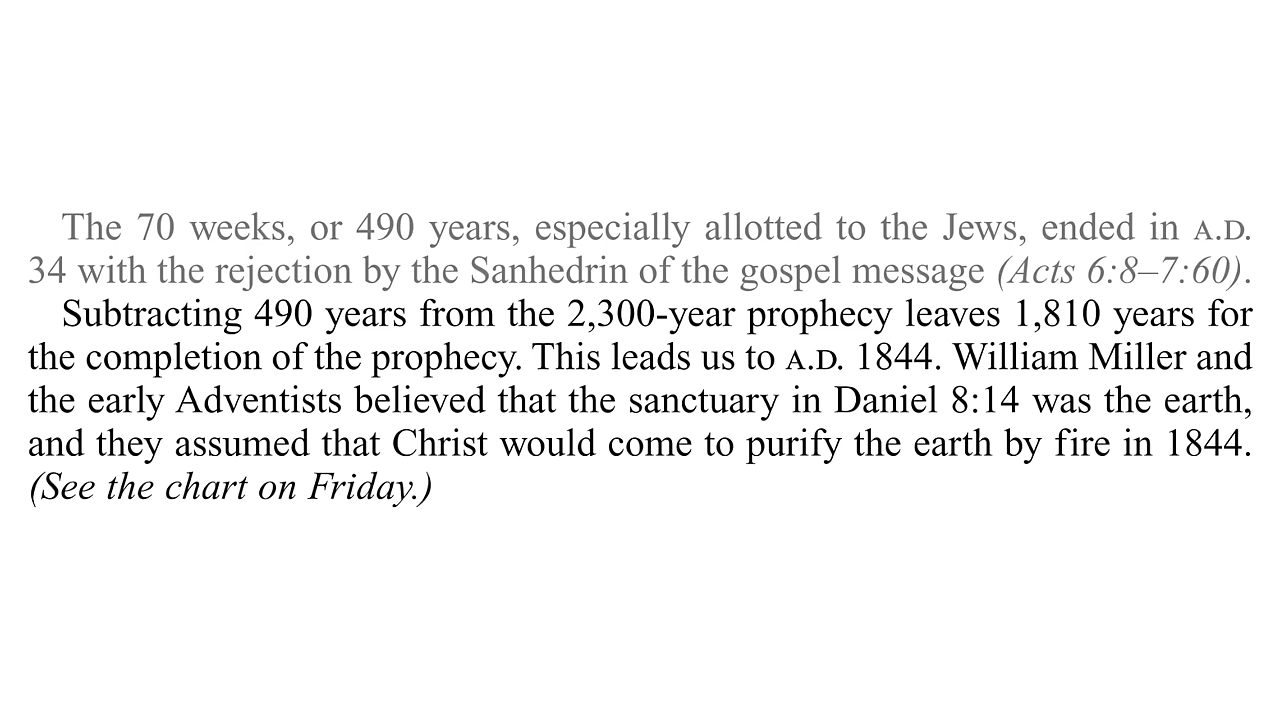 The 70 weeks, or 490 years, especially allotted to the Jews, ended in A.D.
34 with the rejection by the Sanhedrin of the gospel message (Acts 6:8–7:60).
Subtracting 490 years from the 2,300-year prophecy leaves 1,810 years for
the completion of the prophecy. This leads us to A.D. 1844. William Miller and
the early Adventists believed that the sanctuary in Daniel 8:14 was the earth,
and they assumed that Christ would come to purify the earth by fire in 1844.
(See the chart on Friday.)